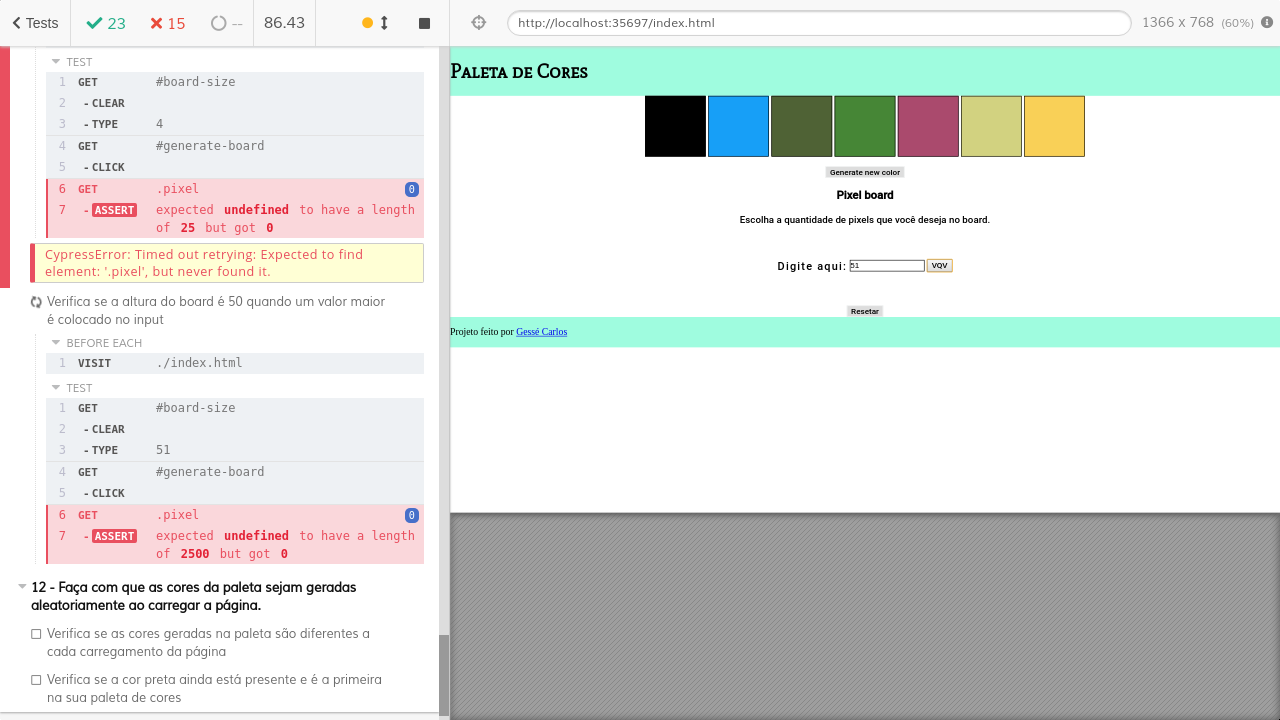 Tests
23
15
--
86.43
TEST
1 GET #board-size
2 - CLEAR
3 - TYPE 4
4 GET #generate-board
5 - CLICK
6 GET .pixel 0
7 - ASSERT expected undefined to have a length
of 25 but got 0
CypressError: Timed out retrying: Expected to find
element: '.pixel', but never found it.
Verifica se a altura do board é 50 quando um valor maior
é colocado no input
BEFORE EACH
1 VISIT ./index.html
TEST
1 GET #board-size
2 - CLEAR
3 - TYPE 51
4 GET #generate-board
5 - CLICK
6 GET .pixel 0
7 - ASSERT expected undefined to have a length
of 2500 but got 0
12 - Faça com que as cores da paleta sejam geradas
aleatoriamente ao carregar a página.
Verifica se as cores geradas na paleta são diferentes a
cada carregamento da página
Verifica se a cor preta ainda está presente e é a primeira
na sua paleta de cores
http://localhost:35697/index.html
1366 x 768 (60%)
Paleta de Cores
Generate new color
Pixel board
Escolha a quantidade de pixels que você deseja no board.
Digite aqui: 51 VQV
Resetar
Projeto feito por Gessé Carlos